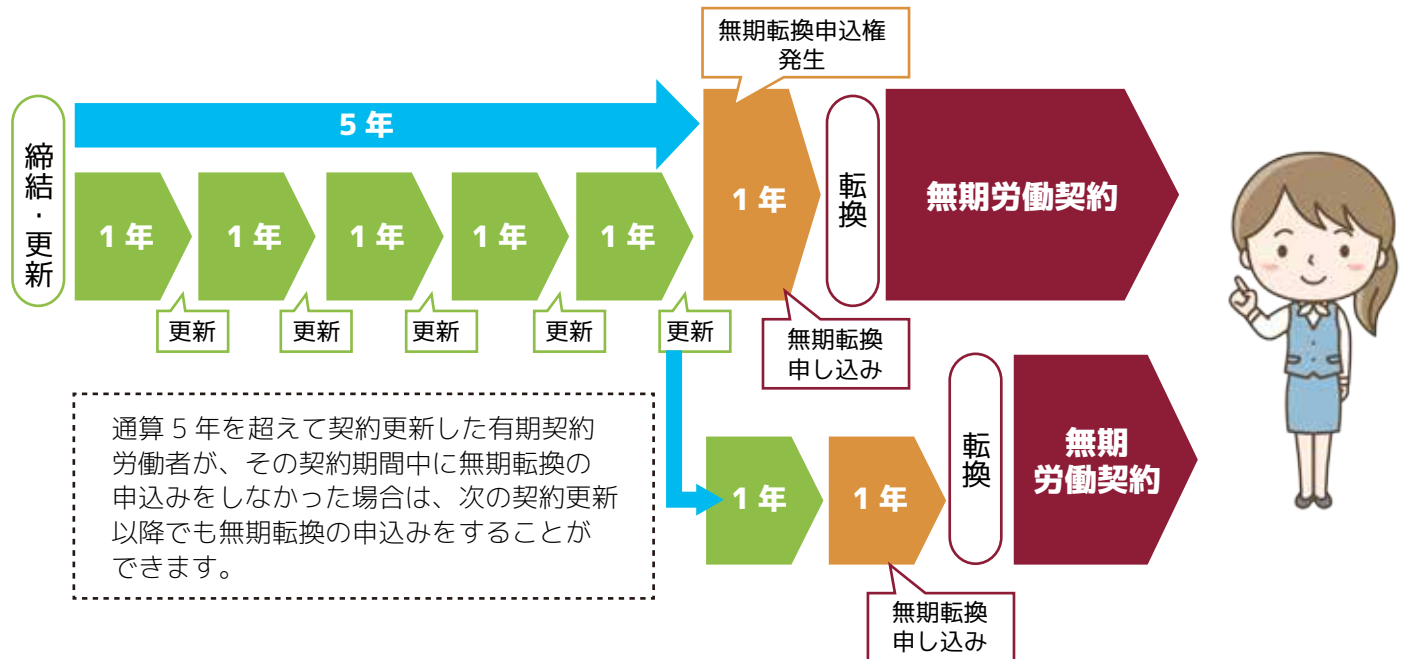 無期転換申込権
発生
締結・更新
5 年
1 年
1 年
1 年
1 年
1 年
1 年
転換
無期労働契約
更新
更新
更新
更新
更新
無期転換
申し込み
通算 5 年を超えて契約更新した有期契約
労働者が、その契約期間中に無期転換の
申込みをしなかった場合は、次の契約更新
以降でも無期転換の申込みをすることが
できます。
1 年
1 年
転換
無期
労働契約
無期転換
申し込み